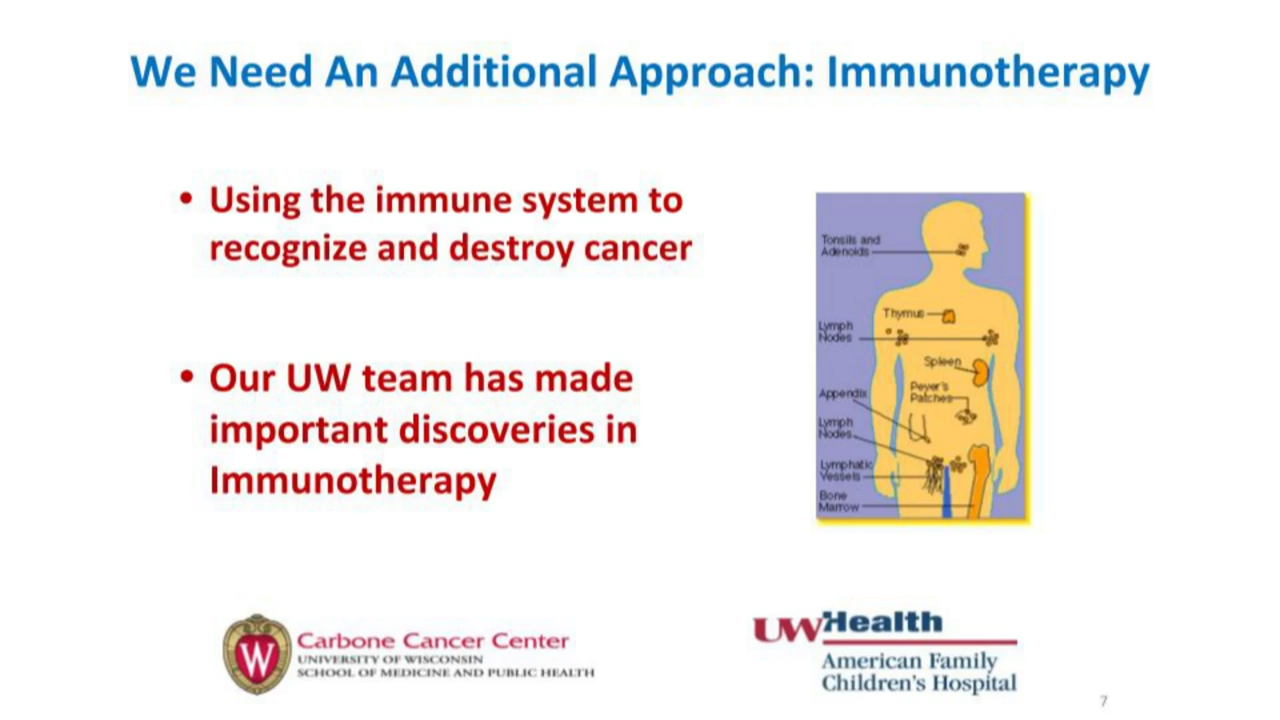 We Need An Additional Approach: Immunotherapy
• Using the immune system to
recognize and destroy cancer
• Our UW team has made
important discoveries in
Immunotherapy
Tonsils and
Adenoids
Thymus
Lymph
Nodes
Spleen
Peyer's
Patches
Appendix
Lymph
Nodes
Lymphatic
Vessels
Bone
Marrow
W
Carbone Cancer Center
UNIVERSITY OF WISCONSIN
SCHOOL OF MEDICINE AND PUBLIC HEALTH
UWHealth
American Family
Children's Hospital
7